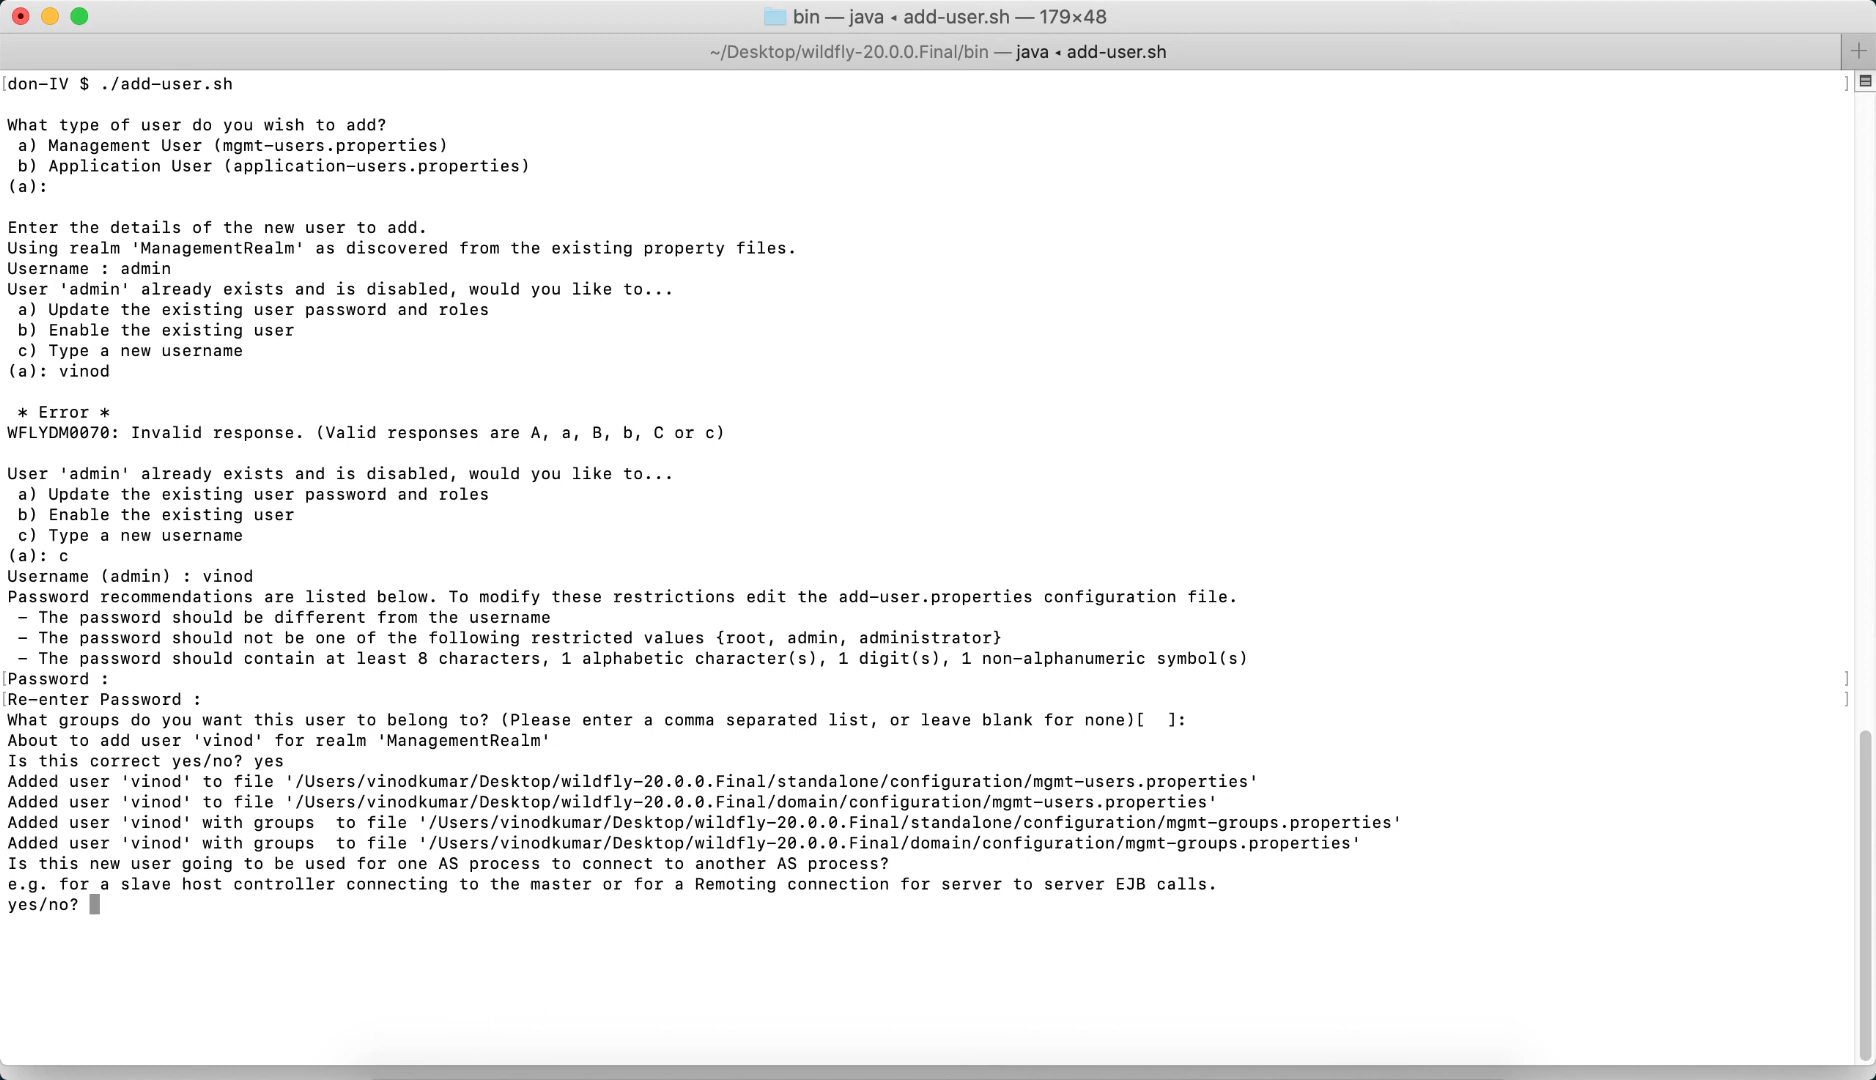 bin — java ◂ add-user.sh — 179×48
~/Desktop/wildfly-20.0.0.Final/bin — java ◂ add-user.sh
[don-IV $ ./add-user.sh ]
What type of user do you wish to add?
a) Management User (mgmt-users.properties)
b) Application User (application-users.properties)
(a):
Enter the details of the new user to add.
Using realm 'ManagementRealm' as discovered from the existing property files.
Username : admin
User 'admin' already exists and is disabled, would you like to...
a) Update the existing user password and roles
b) Enable the existing user
c) Type a new username
(a): vinod
* Error *
WFLYDM0070: Invalid response. (Valid responses are A, a, B, b, C or c)
User 'admin' already exists and is disabled, would you like to...
a) Update the existing user password and roles
b) Enable the existing user
c) Type a new username
(a): c
Username (admin) : vinod
Password recommendations are listed below. To modify these restrictions edit the add-user.properties configuration file.
– The password should be different from the username
– The password should not be one of the following restricted values {root, admin, administrator}
– The password should contain at least 8 characters, 1 alphabetic character(s), 1 digit(s), 1 non-alphanumeric symbol(s)
[Password : ]
[Re-enter Password : ]
What groups do you want this user to belong to? (Please enter a comma separated list, or leave blank for none)[  ]:
About to add user 'vinod' for realm 'ManagementRealm'
Is this correct yes/no? yes
Added user 'vinod' to file '/Users/vinodkumar/Desktop/wildfly-20.0.0.Final/standalone/configuration/mgmt-users.properties'
Added user 'vinod' to file '/Users/vinodkumar/Desktop/wildfly-20.0.0.Final/domain/configuration/mgmt-users.properties'
Added user 'vinod' with groups  to file '/Users/vinodkumar/Desktop/wildfly-20.0.0.Final/standalone/configuration/mgmt-groups.properties'
Added user 'vinod' with groups  to file '/Users/vinodkumar/Desktop/wildfly-20.0.0.Final/domain/configuration/mgmt-groups.properties'
Is this new user going to be used for one AS process to connect to another AS process?
e.g. for a slave host controller connecting to the master or for a Remoting connection for server to server EJB calls.
yes/no?